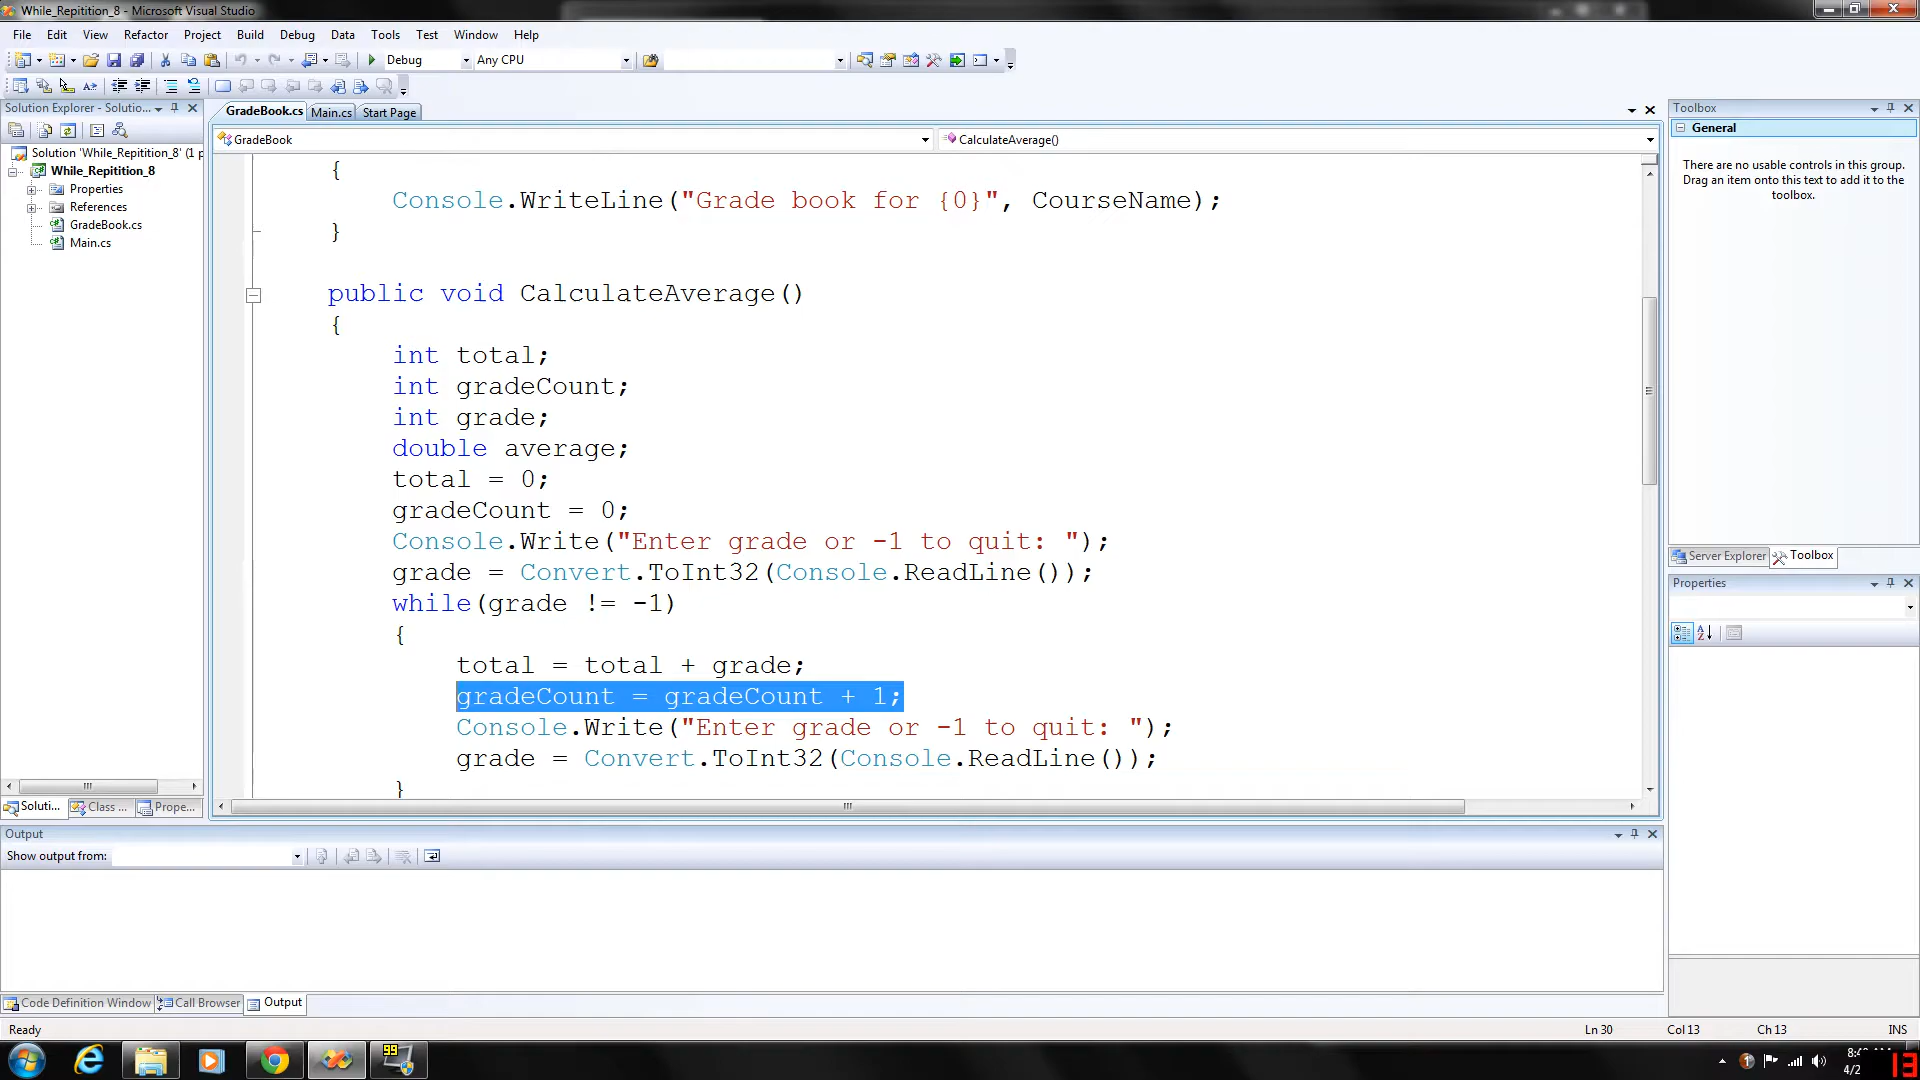 While_Repitition_8 - Microsoft Visual Studio
File Edit View Refactor Project Build Debug Data Tools Test Window Help
Debug Any CPU
Solution Explorer - Solutio...
Solution 'While_Repitition_8' (1 p
While_Repitition_8
Properties
References
GradeBook.cs
Main.cs
Soluti... Class ... Prope...
GradeBook.cs Main.cs Start Page
GradeBook CalculateAverage()
{
Console.WriteLine("Grade book for {0}", CourseName);
}
public void CalculateAverage()
{
int total;
int gradeCount;
int grade;
double average;
total = 0;
gradeCount = 0;
Console.Write("Enter grade or -1 to quit: ");
grade = Convert.ToInt32(Console.ReadLine());
while(grade != -1)
{
total = total + grade;
gradeCount = gradeCount + 1;
Console.Write("Enter grade or -1 to quit: ");
grade = Convert.ToInt32(Console.ReadLine());
}
Toolbox
General
There are no usable controls in this group.
Drag an item onto this text to add it to the
toolbox.
Server Explorer Toolbox
Properties
Output
Show output from:
Code Definition Window Call Browser Output
Ready Ln 30 Col 13 Ch 13 INS
99
13